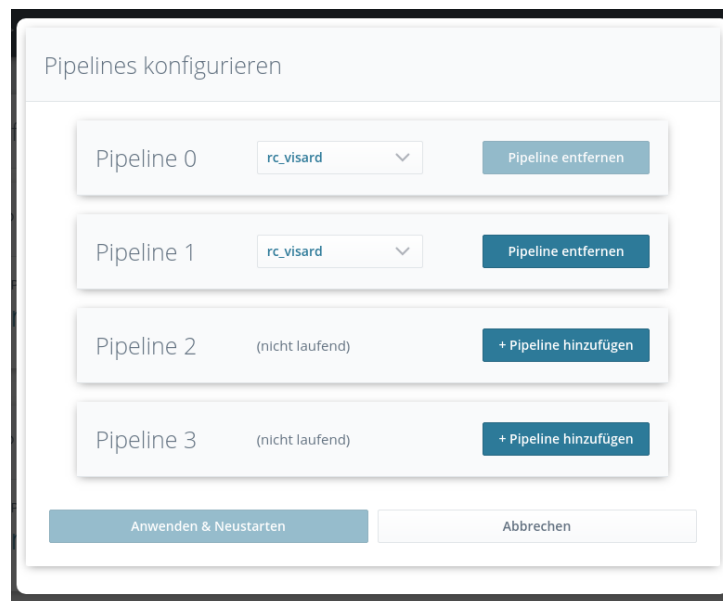 Pipelines konfigurieren
Pipeline 0 rc_visard Pipeline entfernen
Pipeline 1 rc_visard Pipeline entfernen
Pipeline 2 (nicht laufend) + Pipeline hinzufügen
Pipeline 3 (nicht laufend) + Pipeline hinzufügen
Anwenden & Neustarten Abbrechen